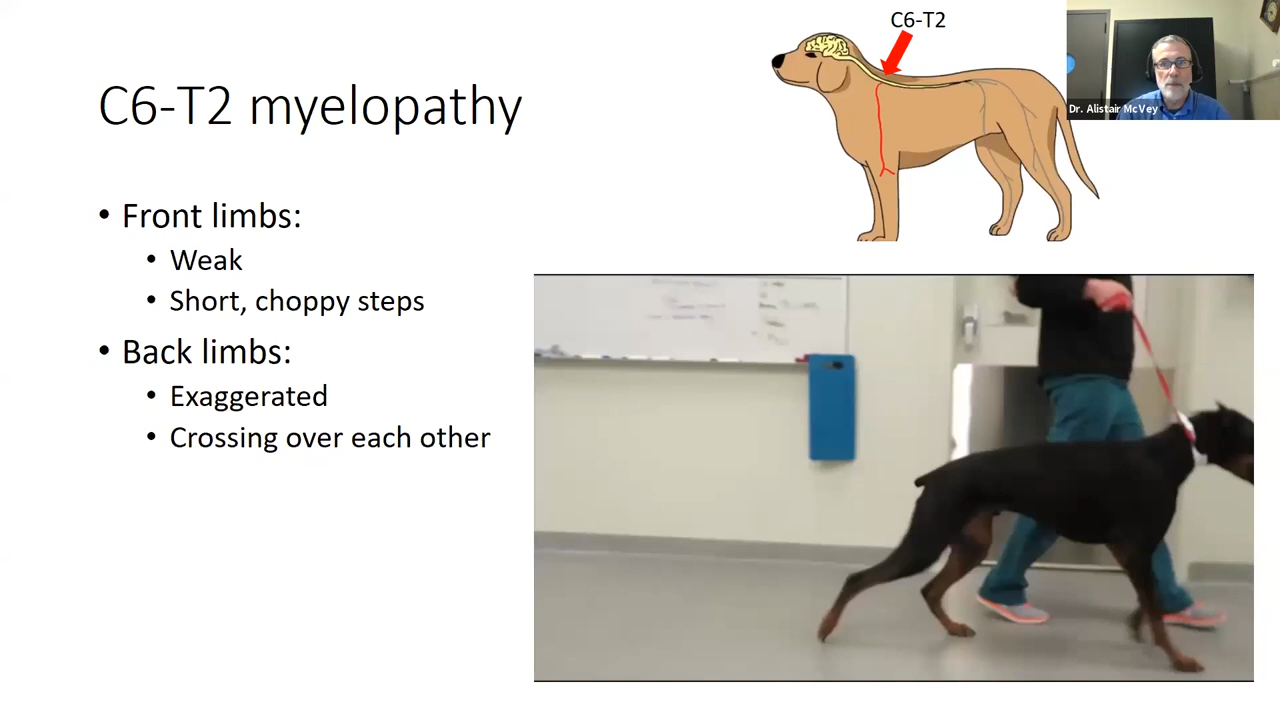 C6-T2
Dr. Alistair McVey
C6-T2 myelopathy
• Front limbs:
• Weak
• Short, choppy steps
• Back limbs:
• Exaggerated
• Crossing over each other